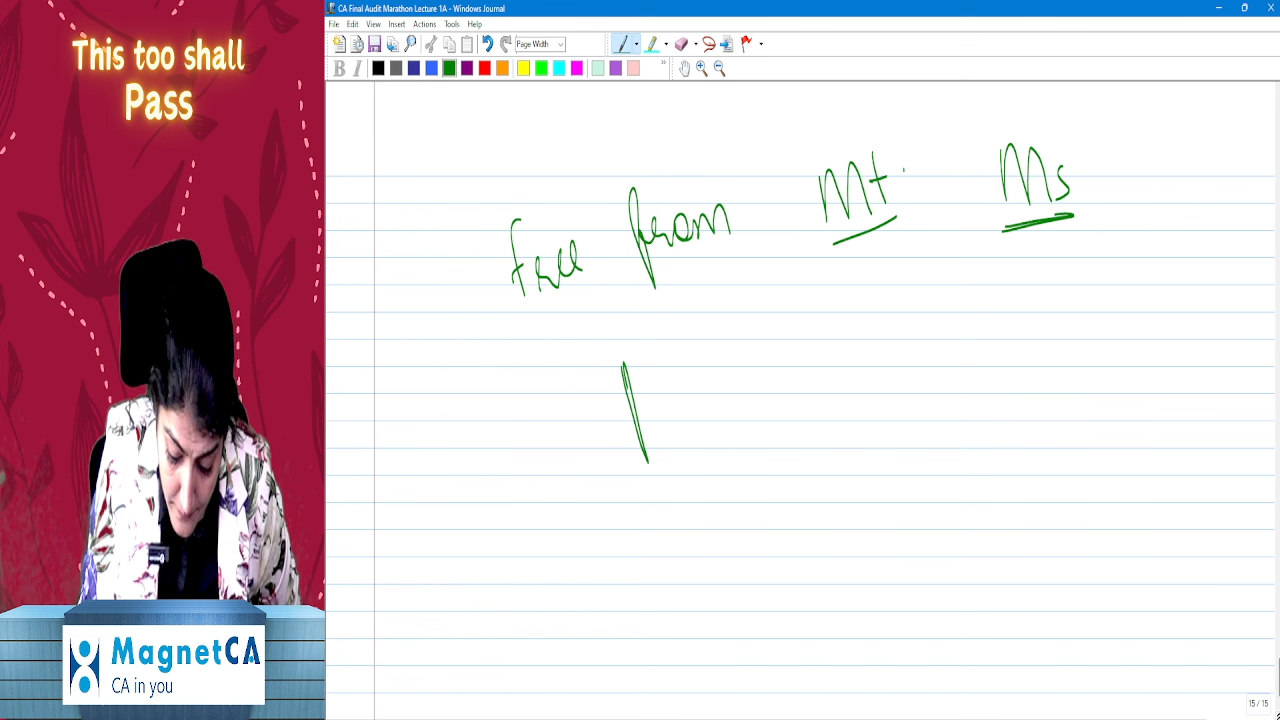 This too shall
Pass
CA Final Audit Marathon Lecture 1A - Windows Journal
File Edit View Insert Actions Tools Help
Page Width
B I
Free from Mt. Ms
MagnetCA
CA in you
15 / 15